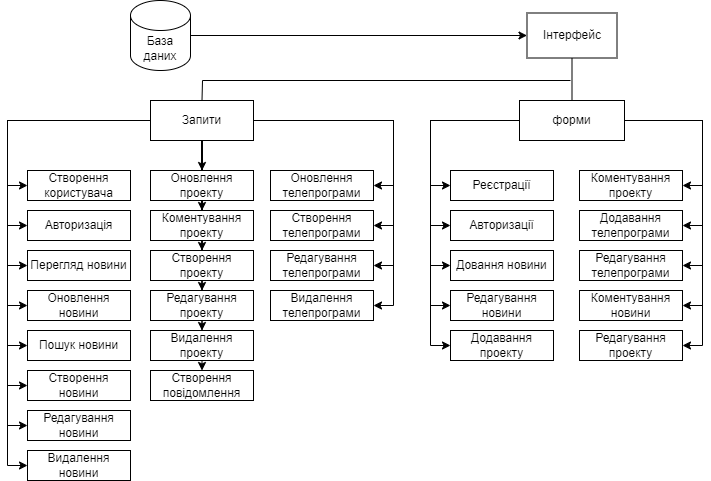 База
даних
Інтерфейс
Запити
форми
Створення
користувача
Авторизація
Перегляд новини
Оновлення
новини
Пошук новини
Створення
новини
Редагування
новини
Видалення
новини
Оновлення
проекту
Коментування
проекту
Створення
проекту
Редагування
проекту
Видалення
проекту
Створення
повідомлення
Оновлення
телепрограми
Створення
телепрограми
Редагування
телепрограми
Видалення
телепрограми
Реєстрації
Авторизації
Довання новини
Редагування
новини
Додавання
проекту
Коментування
проекту
Додавання
телепрограми
Редагування
телепрограми
Коментування
новини
Редагування
проекту